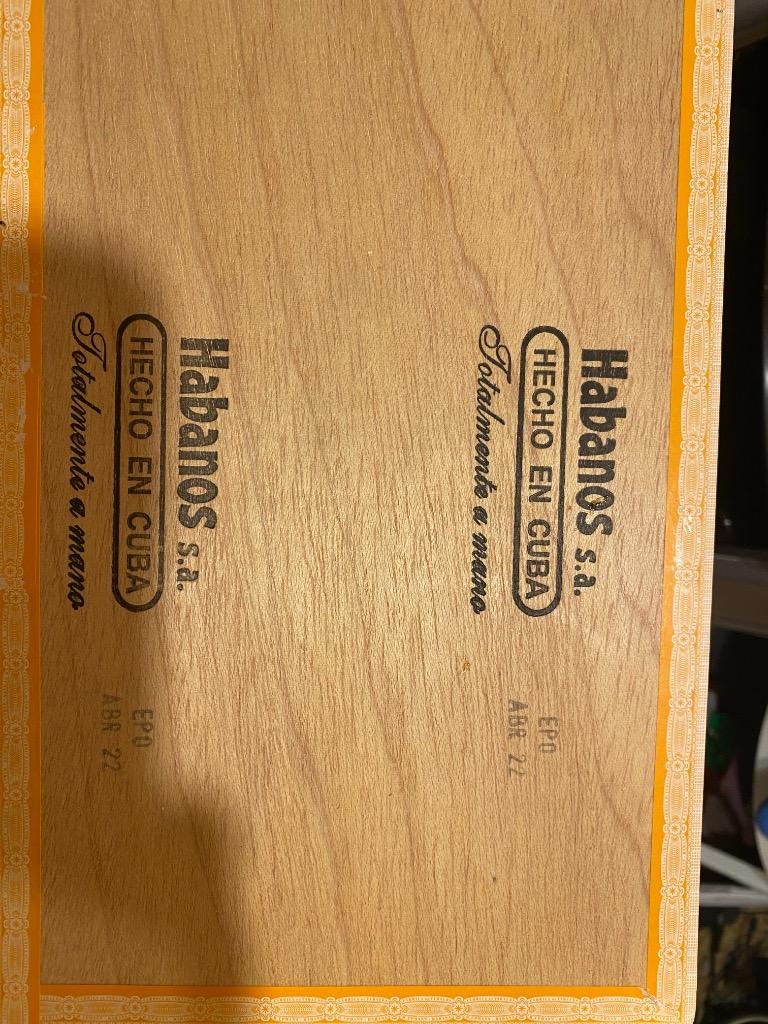 Habanos s.a.
HECHO EN CUBA
Totalmente a mano
EPO
ABR 22
Habanos s.a.
HECHO EN CUBA
Totalmente a mano
EPO
ABR 22